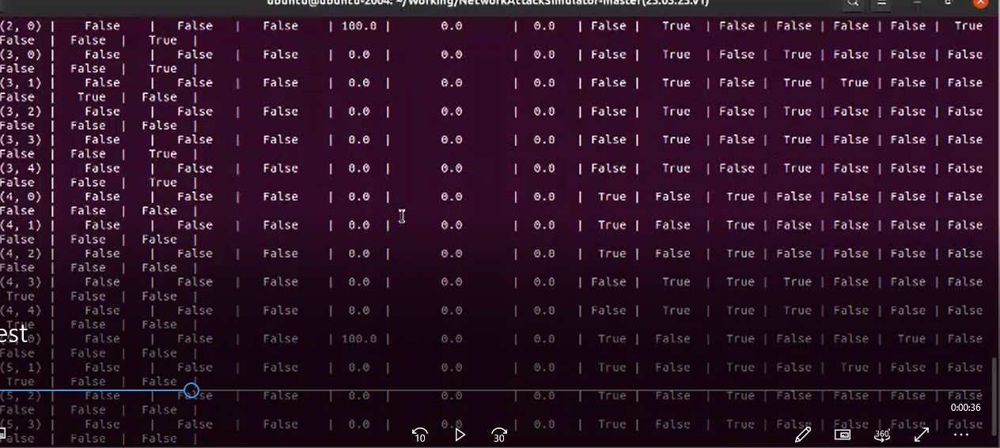 ubuntu@ubuntu-2004: ~/Working/NetworkAttackSimulator-master(23.03.23.v1)
(2, 0) | False | False | False | 100.0 | 0.0 | 0.0 | False | True | False | False | False | True
False | False | True |
(3, 0) | False | False | False | 0.0 | 0.0 | 0.0 | False | True | False | True | False | False
False | False | True |
(3, 1) | False | False | False | 0.0 | 0.0 | 0.0 | False | True | False | True | True | False
False | True | False |
(3, 2) | False | False | False | 0.0 | 0.0 | 0.0 | False | True | False | True | False | False
False | False | False |
(3, 3) | False | False | False | 0.0 | 0.0 | 0.0 | False | True | False | True | False | False
False | False | True |
(3, 4) | False | False | False | 0.0 | 0.0 | 0.0 | False | True | False | True | False | False
False | False | True |
(4, 0) | False | False | False | 0.0 | 0.0 | 0.0 | True | False | True | False | False | False
False | False | False |
(4, 1) | False | False | False | 0.0 | 0.0 | 0.0 | True | False | True | False | False | False
False | False | False |
(4, 2) | False | False | False | 0.0 | 0.0 | 0.0 | True | False | True | False | False | False
False | False | False |
(4, 3) | False | False | False | 0.0 | 0.0 | 0.0 | False | True | True | True | False | False
True | False | False |
(4, 4) | False | False | False | 0.0 | 0.0 | 0.0 | False | True | True | True | False | False
True | False | False |
est
0) | False | False | False | 100.0 | 0.0 | 0.0 | True | False | True | False | False | True | False
False | False | False |
(5, 1) | False | False | False | 0.0 | 0.0 | 0.0 | True | False | True | False | True | False | False
True | False | False |
(5, 2) | False | False | False | 0.0 | 0.0 | 0.0 | True | False | True | True | False | False | False
False | False | False |
0:00:36
(5, 3) | False | False | False | 0.0 | 0.0 | 0.0 | True | False | True | False | False | False
False | False | False |
10
30
360